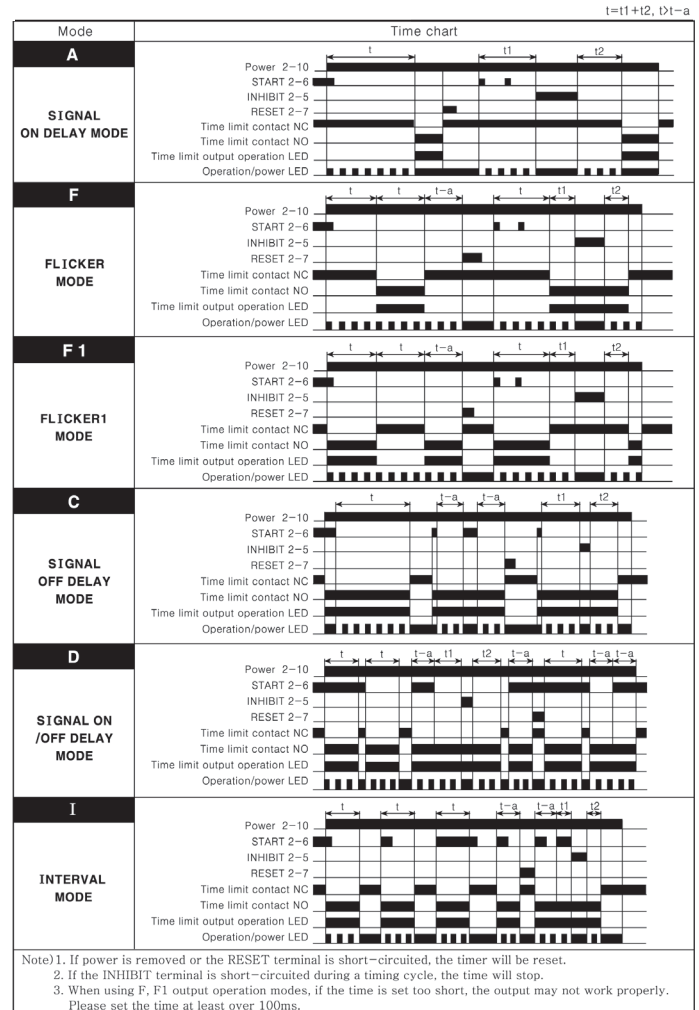 t=t1+t2, t>t−a
Mode Time chart
A
SIGNAL
ON DELAY MODE
t t1 t2
Power 2−10
START 2−6
INHIBIT 2−5
RESET 2−7
Time limit contact NC
Time limit contact NO
Time limit output operation LED
Operation/power LED
F
FLICKER
MODE
t t t−a t t1 t2
Power 2−10
START 2−6
INHIBIT 2−5
RESET 2−7
Time limit contact NC
Time limit contact NO
Time limit output operation LED
Operation/power LED
F 1
FLICKER1
MODE
t t t−a t t1 t2
Power 2−10
START 2−6
INHIBIT 2−5
RESET 2−7
Time limit contact NC
Time limit contact NO
Time limit output operation LED
Operation/power LED
C
SIGNAL
OFF DELAY
MODE
t t−a t−a t1 t2
Power 2−10
START 2−6
INHIBIT 2−5
RESET 2−7
Time limit contact NC
Time limit contact NO
Time limit output operation LED
Operation/power LED
D
SIGNAL ON
/OFF DELAY
MODE
t t t−a t1 t2 t−a t t−a t−a
Power 2−10
START 2−6
INHIBIT 2−5
RESET 2−7
Time limit contact NC
Time limit contact NO
Time limit output operation LED
Operation/power LED
I
INTERVAL
MODE
t t t t−a t−a t1 t2
Power 2−10
START 2−6
INHIBIT 2−5
RESET 2−7
Time limit contact NC
Time limit contact NO
Time limit output operation LED
Operation/power LED
Note)1. If power is removed or the RESET terminal is short−circuited, the timer will be reset.
2. If the INHIBIT terminal is short−circuited during a timing cycle, the time will stop.
3. When using F, F1 output operation modes, if the time is set too short, the output may not work properly.
Please set the time at least over 100ms.